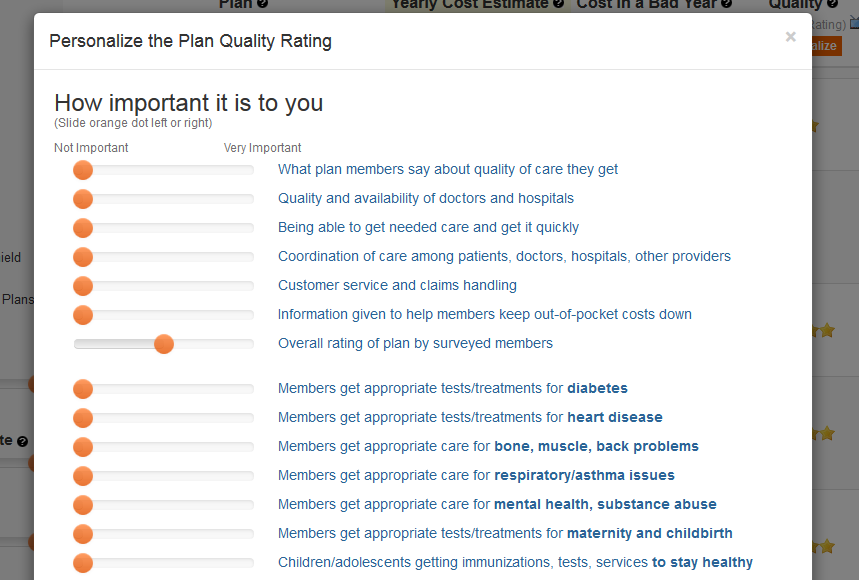 Plan ? Yearly Cost Estimate ? Cost in a Bad Year ? Quality ?
Personalize the Plan Quality Rating ×
Rating)
alize
How important it is to you
(Slide orange dot left or right)
Not Important Very Important
What plan members say about quality of care they get
Quality and availability of doctors and hospitals
Being able to get needed care and get it quickly
Coordination of care among patients, doctors, hospitals, other providers
ield
Customer service and claims handling
Plans
Information given to help members keep out-of-pocket costs down
Overall rating of plan by surveyed members
Members get appropriate tests/treatments for diabetes
Members get appropriate tests/treatments for heart disease
te ?
Members get appropriate care for bone, muscle, back problems
Members get appropriate care for respiratory/asthma issues
Members get appropriate care for mental health, substance abuse
Members get appropriate tests/treatments for maternity and childbirth
Children/adolescents getting immunizations, tests, services to stay healthy